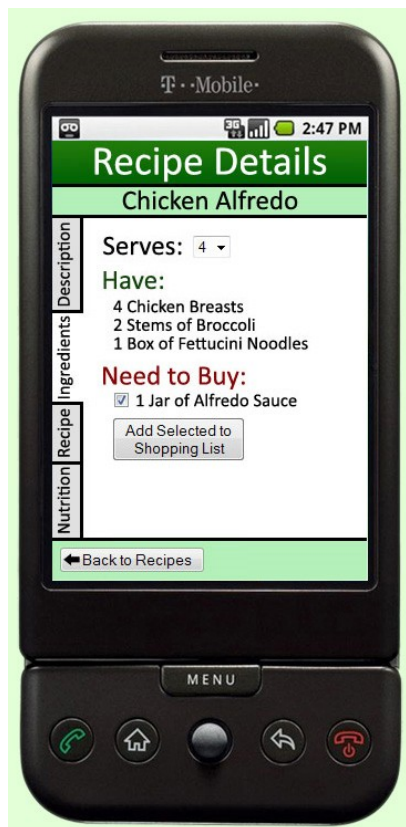 T··Mobile·
3G
2:47 PM
Recipe Details
Chicken Alfredo
Description
Ingredients
Recipe
Nutrition
Serves: 4
Have:
4 Chicken Breasts
2 Stems of Broccoli
1 Box of Fettucini Noodles
Need to Buy:
1 Jar of Alfredo Sauce
Add Selected to
Shopping List
Back to Recipes
MENU